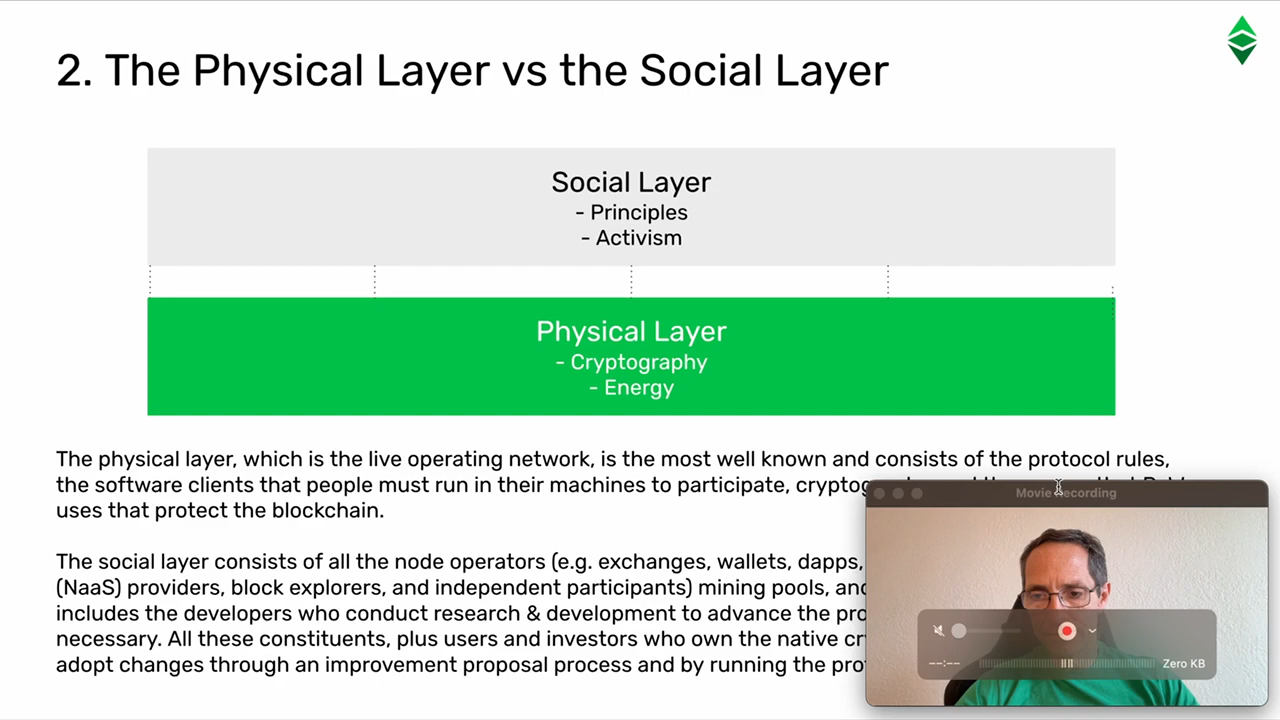 2. The Physical Layer vs the Social Layer
Social Layer
- Principles
- Activism
Physical Layer
- Cryptography
- Energy
The physical layer, which is the live operating network, is the most well known and consists of the protocol rules,
the software clients that people must run in their machines to participate,
uses that protect the blockchain.
The social layer consists of all the node operators (e.g. exchanges, wallets, dapps,
(NaaS) providers, block explorers, and independent participants) mining pools,
includes the developers who conduct research & development to advance the
necessary. All these constituents, plus users and investors who own the native
adopt changes through an improvement proposal process and by running the
Movie Recording
--:--
Zero KB